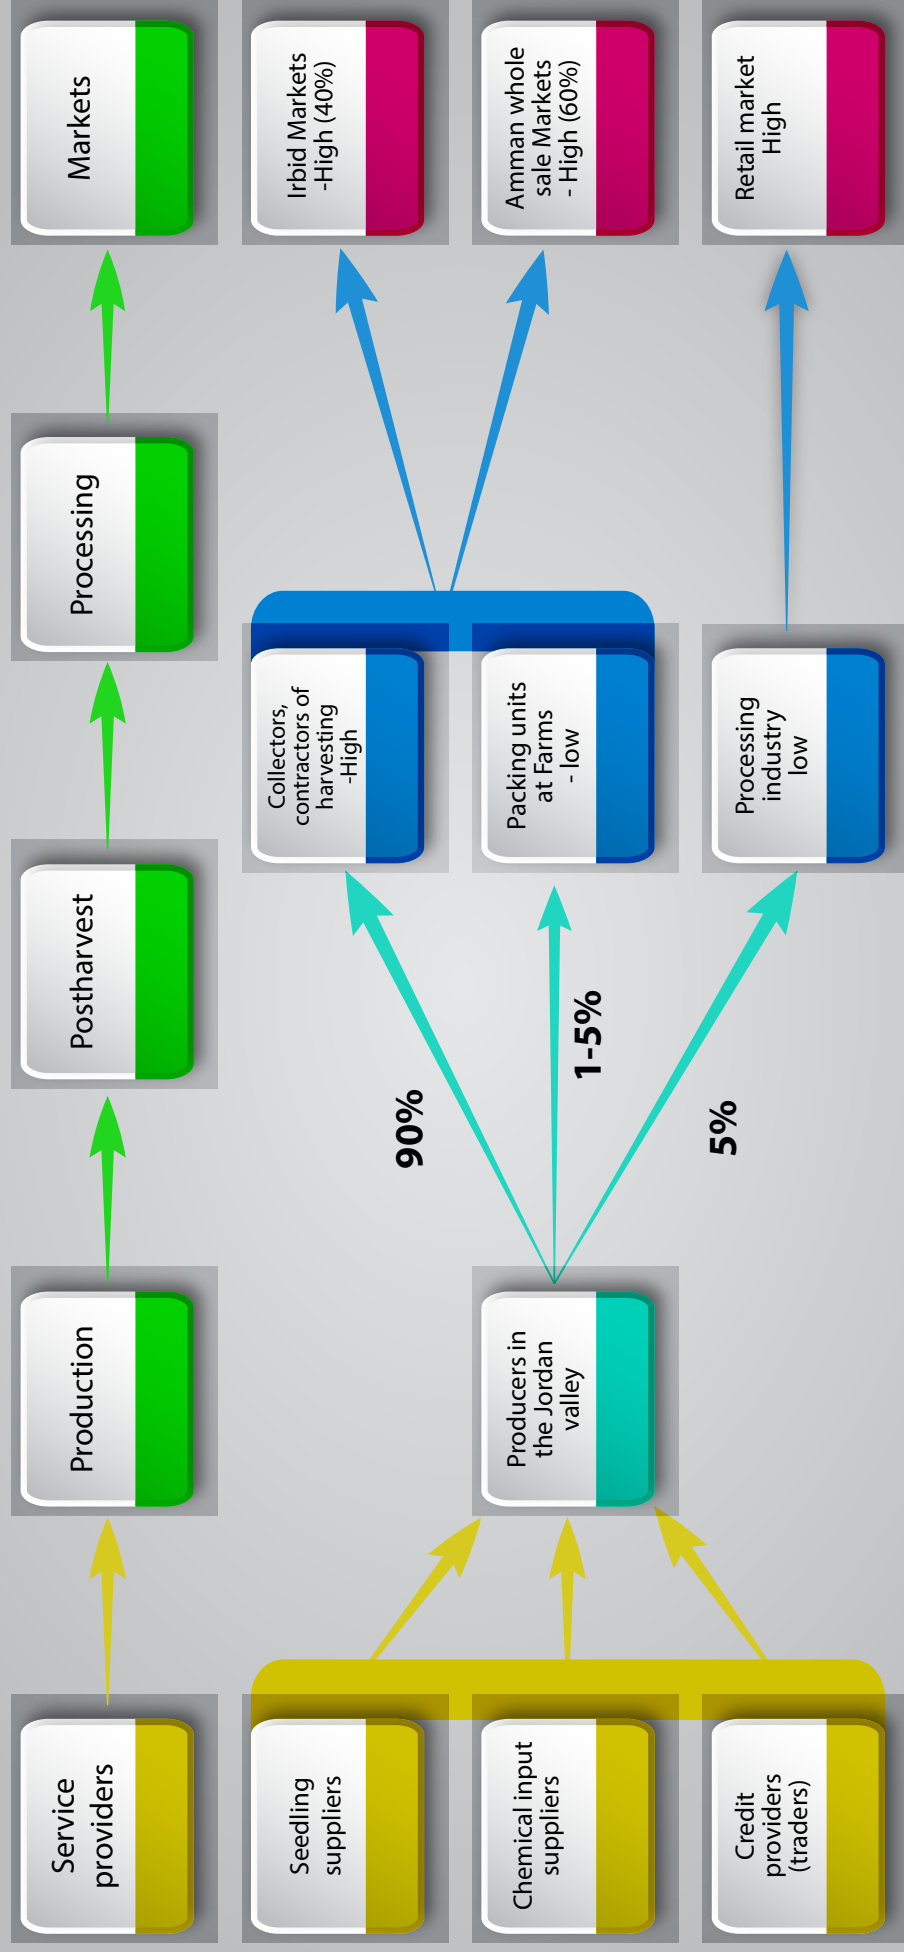 Service
providers
Production
Postharvest
Processing
Markets
Seedling
suppliers
Chemical input
suppliers
Credit
providers
(traders)
Producers in
the Jordan
valley
90%
1-5%
5%
Collectors,
contractors of
harvesting
-High
Packing units
at Farms
- low
Processing
industry
low
Irbid Markets
-High (40%)
Amman whole
sale Markets
- High (60%)
Retail market
High